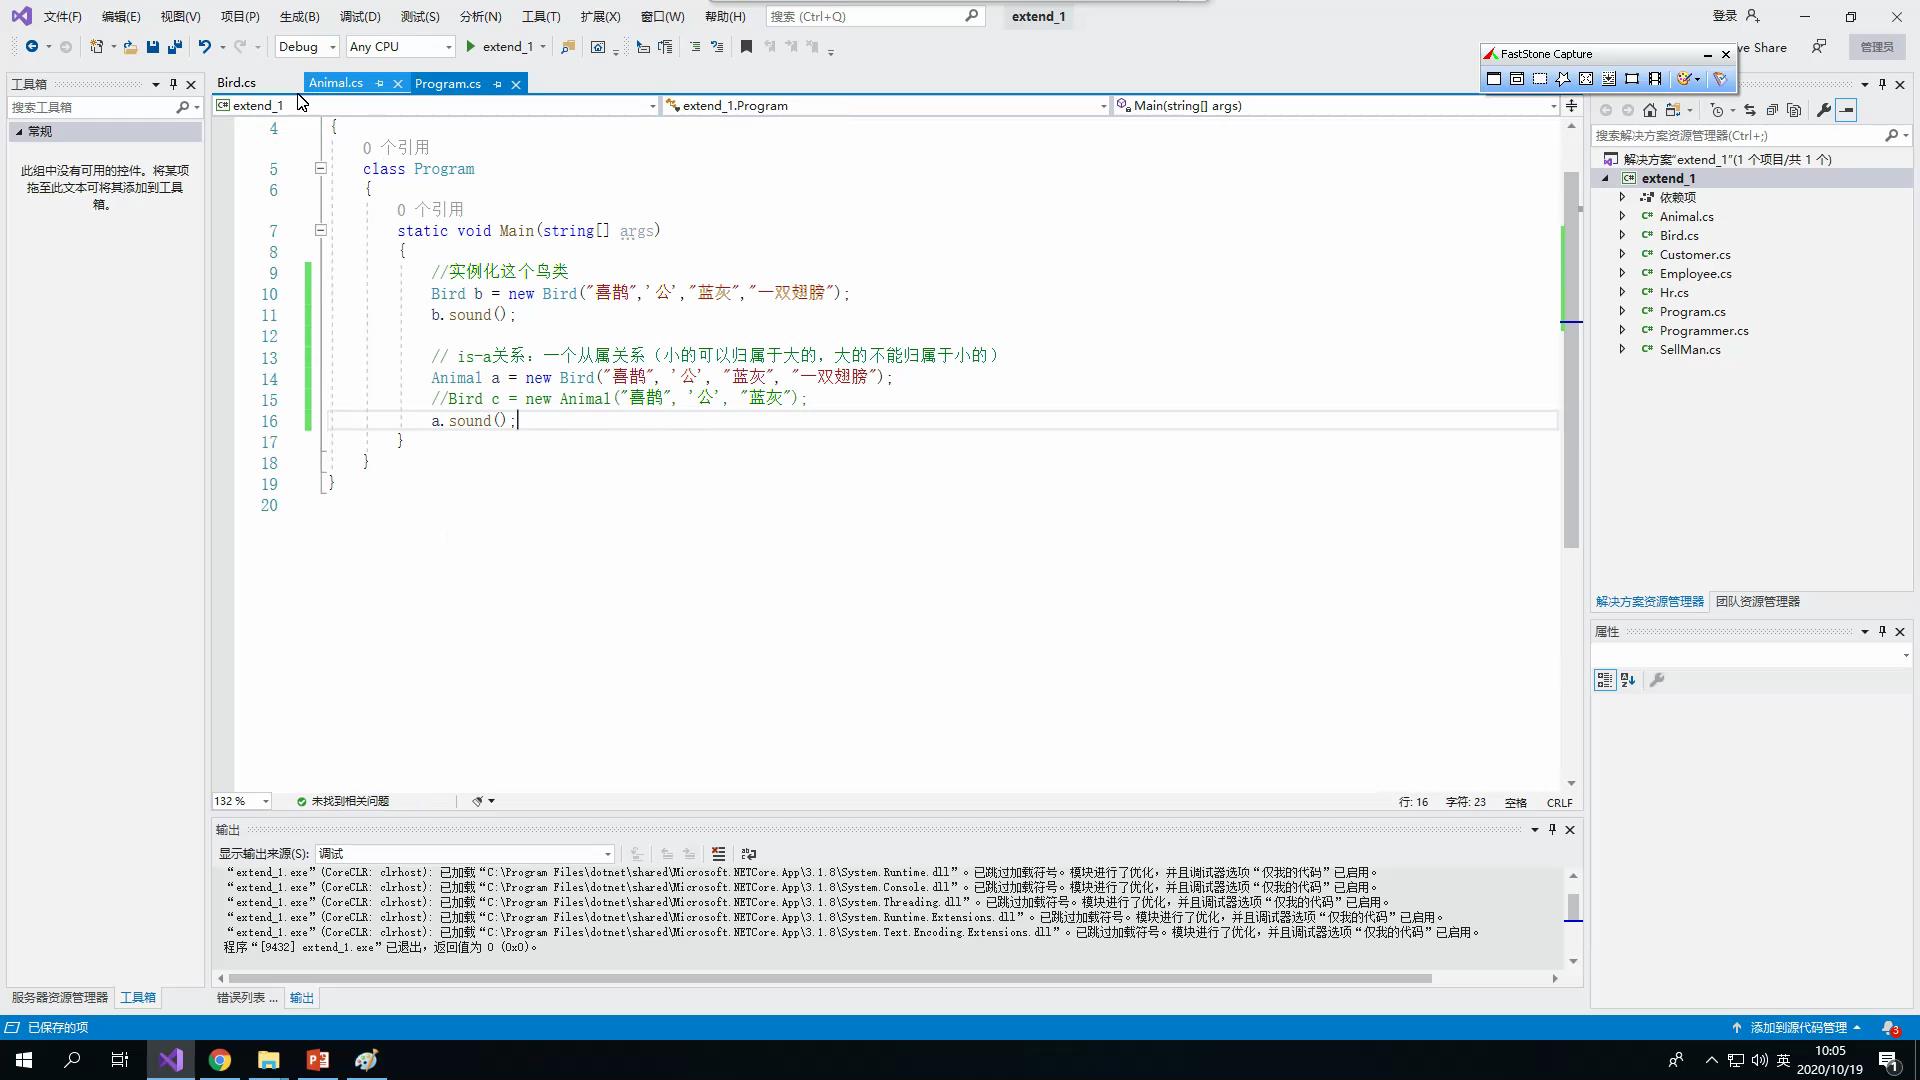 文件(F) 编辑(E) 视图(V) 项目(P) 生成(B) 调试(D) 测试(S) 分析(N) 工具(T) 扩展(X) 窗口(W) 帮助(H) 搜索 (Ctrl+Q) extend_1 登录
Debug Any CPU extend_1 ve Share 管理员
FastStone Capture
工具箱
搜索工具箱
常规
此组中没有可用的控件。将某项
拖至此文本可将其添加到工具
箱。
Bird.cs Animal.cs Program.cs
extend_1 extend_1.Program Main(string[] args)
4 {
0 个引用
5 class Program
6 {
0 个引用
7 static void Main(string[] args)
8 {
9 //实例化这个鸟类
10 Bird b = new Bird("喜鹊",'公',"蓝灰","一双翅膀");
11 b.sound();
12
13 // is-a关系：一个从属关系（小的可以归属于大的，大的不能归属于小的）
14 Animal a = new Bird("喜鹊", '公', "蓝灰", "一双翅膀");
15 //Bird c = new Animal("喜鹊", '公', "蓝灰");
16 a.sound();
17 }
18 }
19 }
20
132 % 未找到相关问题 行: 16 字符: 23 空格 CRLF
输出
显示输出来源(S): 调试
“extend_1.exe”(CoreCLR: clrhost): 已加载“C:\Program Files\dotnet\shared\Microsoft.NETCore.App\3.1.8\System.Runtime.dll”。已跳过加载符号。模块进行了优化，并且调试器选项“仅我的代码”已启用。
“extend_1.exe”(CoreCLR: clrhost): 已加载“C:\Program Files\dotnet\shared\Microsoft.NETCore.App\3.1.8\System.Console.dll”。已跳过加载符号。模块进行了优化，并且调试器选项“仅我的代码”已启用。
“extend_1.exe”(CoreCLR: clrhost): 已加载“C:\Program Files\dotnet\shared\Microsoft.NETCore.App\3.1.8\System.Threading.dll”。已跳过加载符号。模块进行了优化，并且调试器选项“仅我的代码”已启用。
“extend_1.exe”(CoreCLR: clrhost): 已加载“C:\Program Files\dotnet\shared\Microsoft.NETCore.App\3.1.8\System.Runtime.Extensions.dll”。已跳过加载符号。模块进行了优化，并且调试器选项“仅我的代码”已启用。
“extend_1.exe”(CoreCLR: clrhost): 已加载“C:\Program Files\dotnet\shared\Microsoft.NETCore.App\3.1.8\System.Text.Encoding.Extensions.dll”。已跳过加载符号。模块进行了优化，并且调试器选项“仅我的代码”已启用。
程序“[9432] extend_1.exe”已退出，返回值为 0 (0x0)。
服务器资源管理器 工具箱 错误列表 ... 输出
搜索解决方案资源管理器(Ctrl+;)
解决方案"extend_1"(1 个项目/共 1 个)
extend_1
依赖项
C# Animal.cs
C# Bird.cs
C# Customer.cs
C# Employee.cs
C# Hr.cs
C# Program.cs
C# Programmer.cs
C# SellMan.cs
解决方案资源管理器 团队资源管理器
属性
已保存的项 添加到源代码管理 3
英 10:05
2020/10/19 1